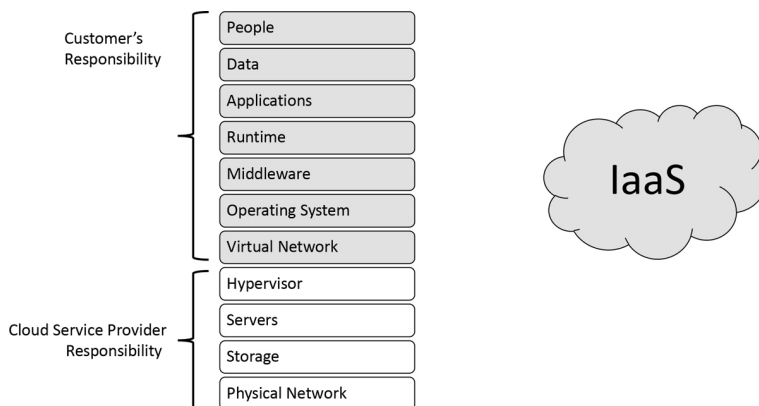 Customer's
Responsibility
People
Data
Applications
Runtime
Middleware
Operating System
Virtual Network
Hypervisor
Servers
Storage
Physical Network
Cloud Service Provider
Responsibility
IaaS